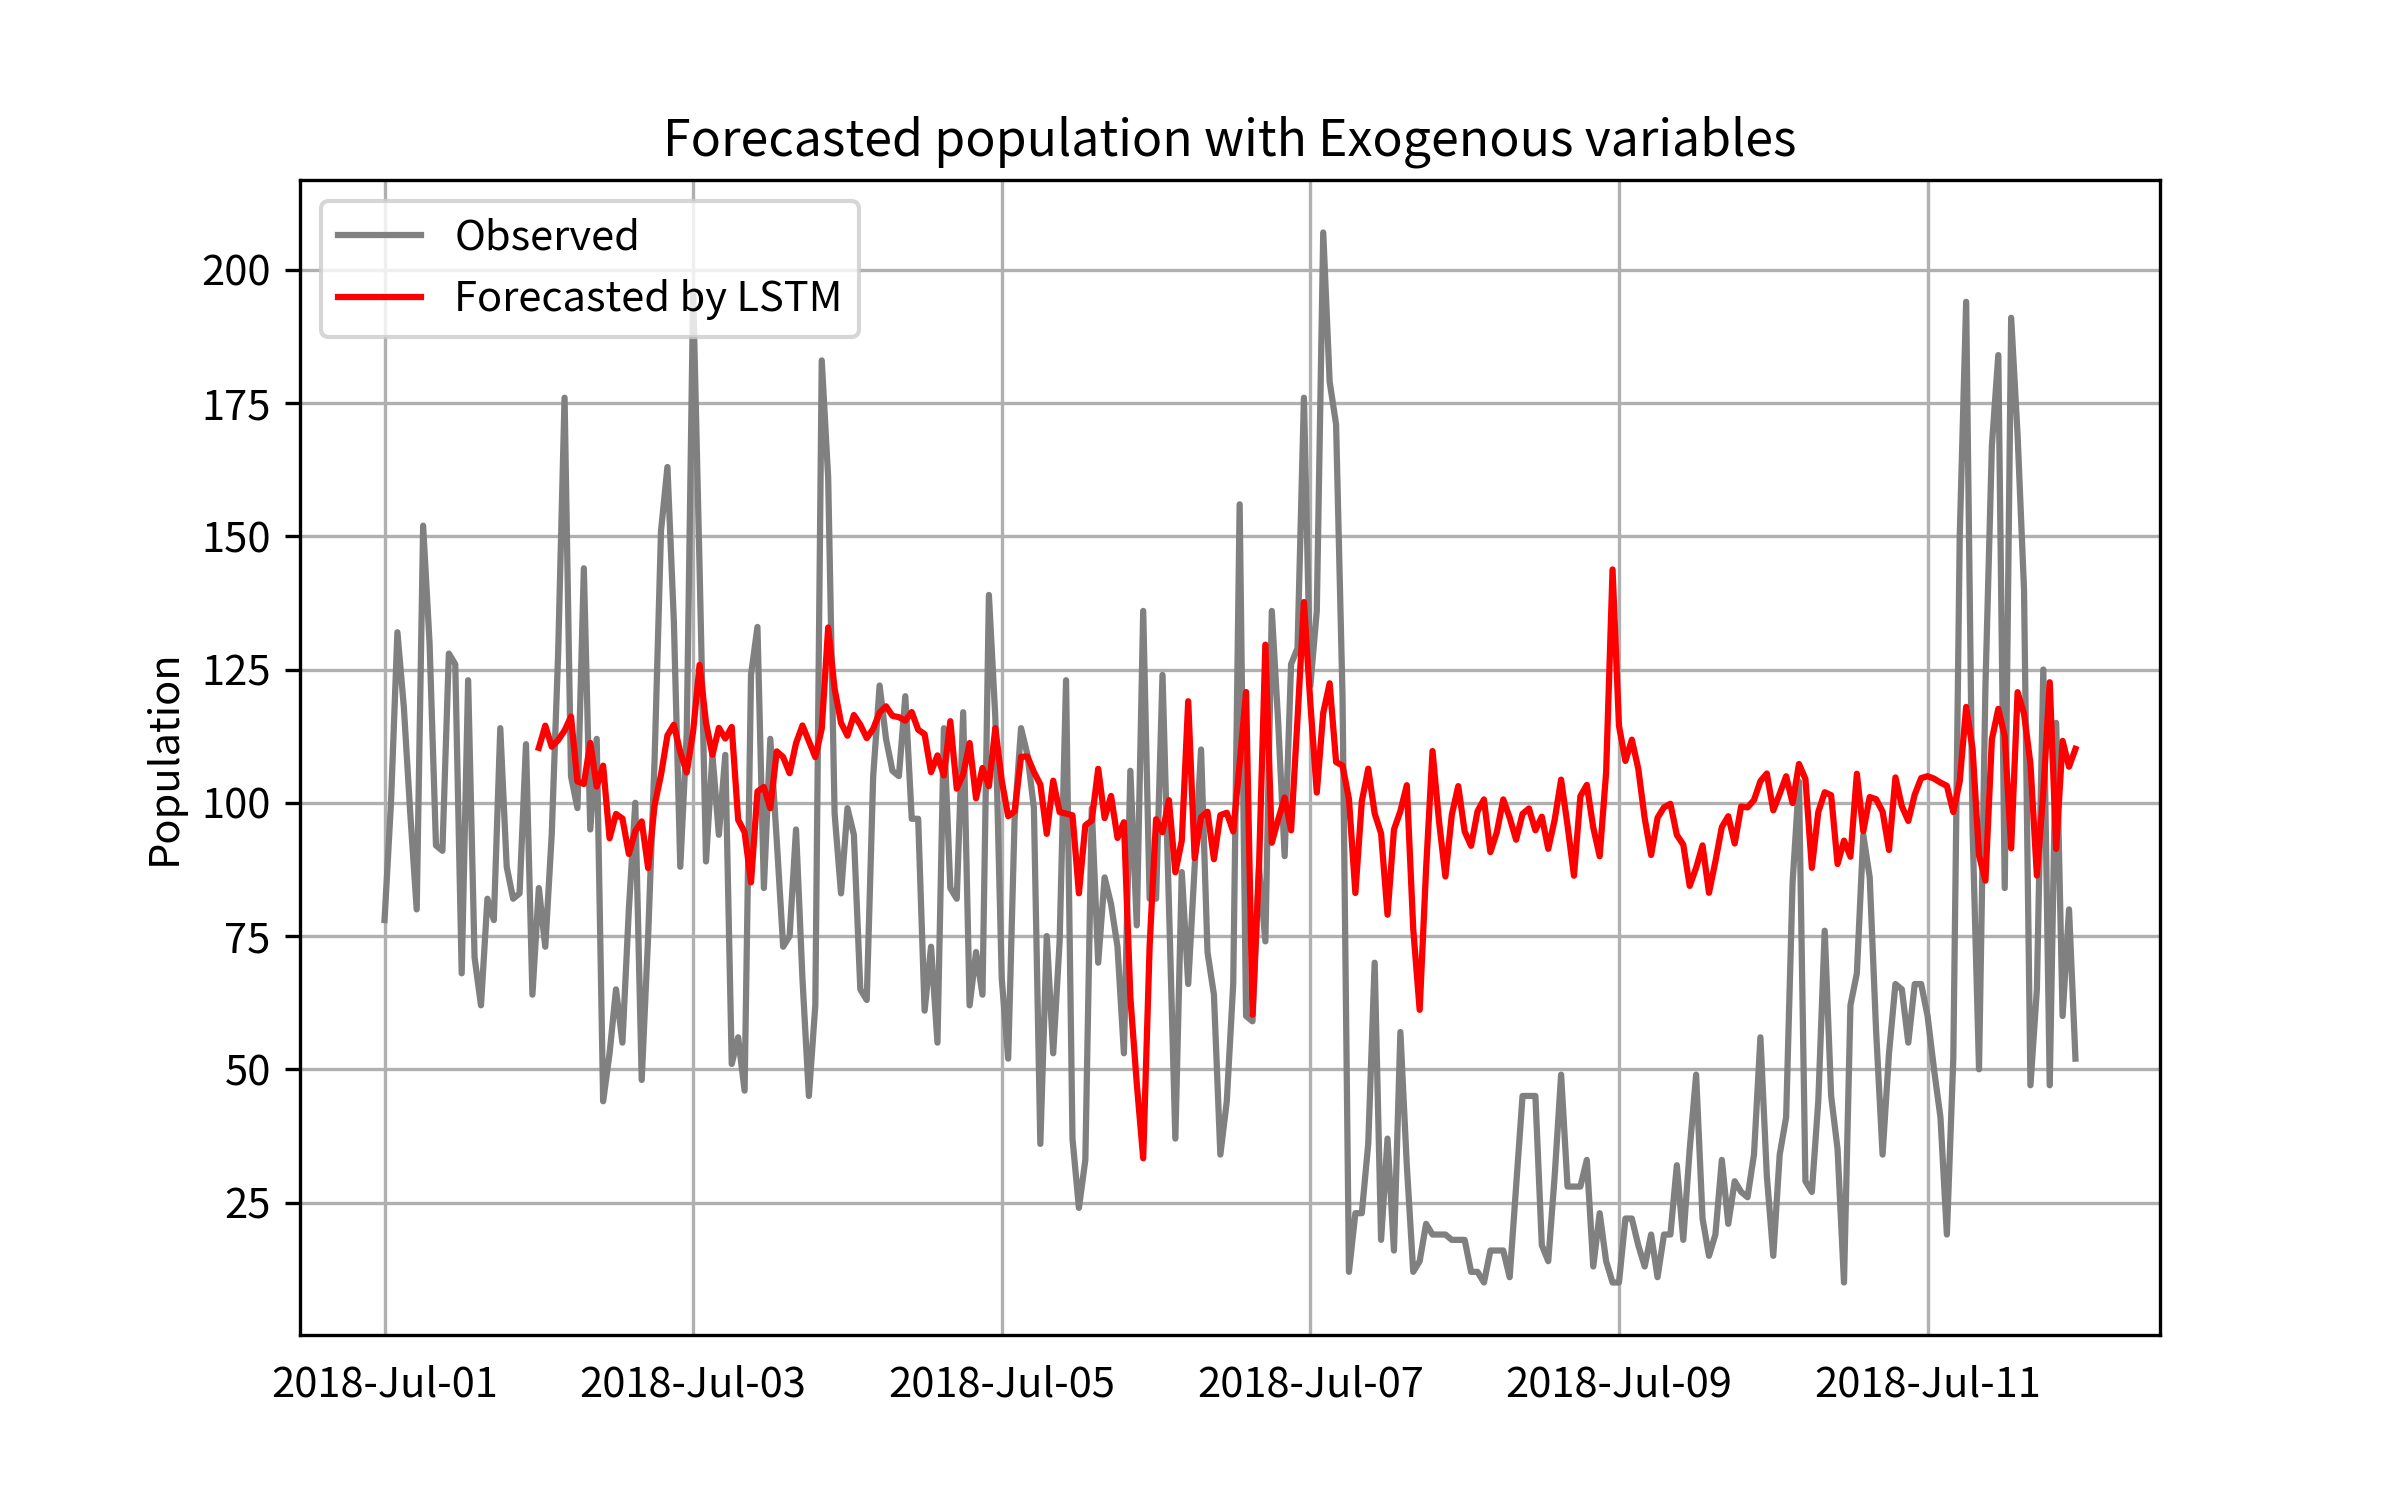 Forecasted population with Exogenous variables
Observed
Forecasted by LSTM
Population
200
175
150
125
100
75
50
25
2018-Jul-01 2018-Jul-03 2018-Jul-05 2018-Jul-07 2018-Jul-09 2018-Jul-11